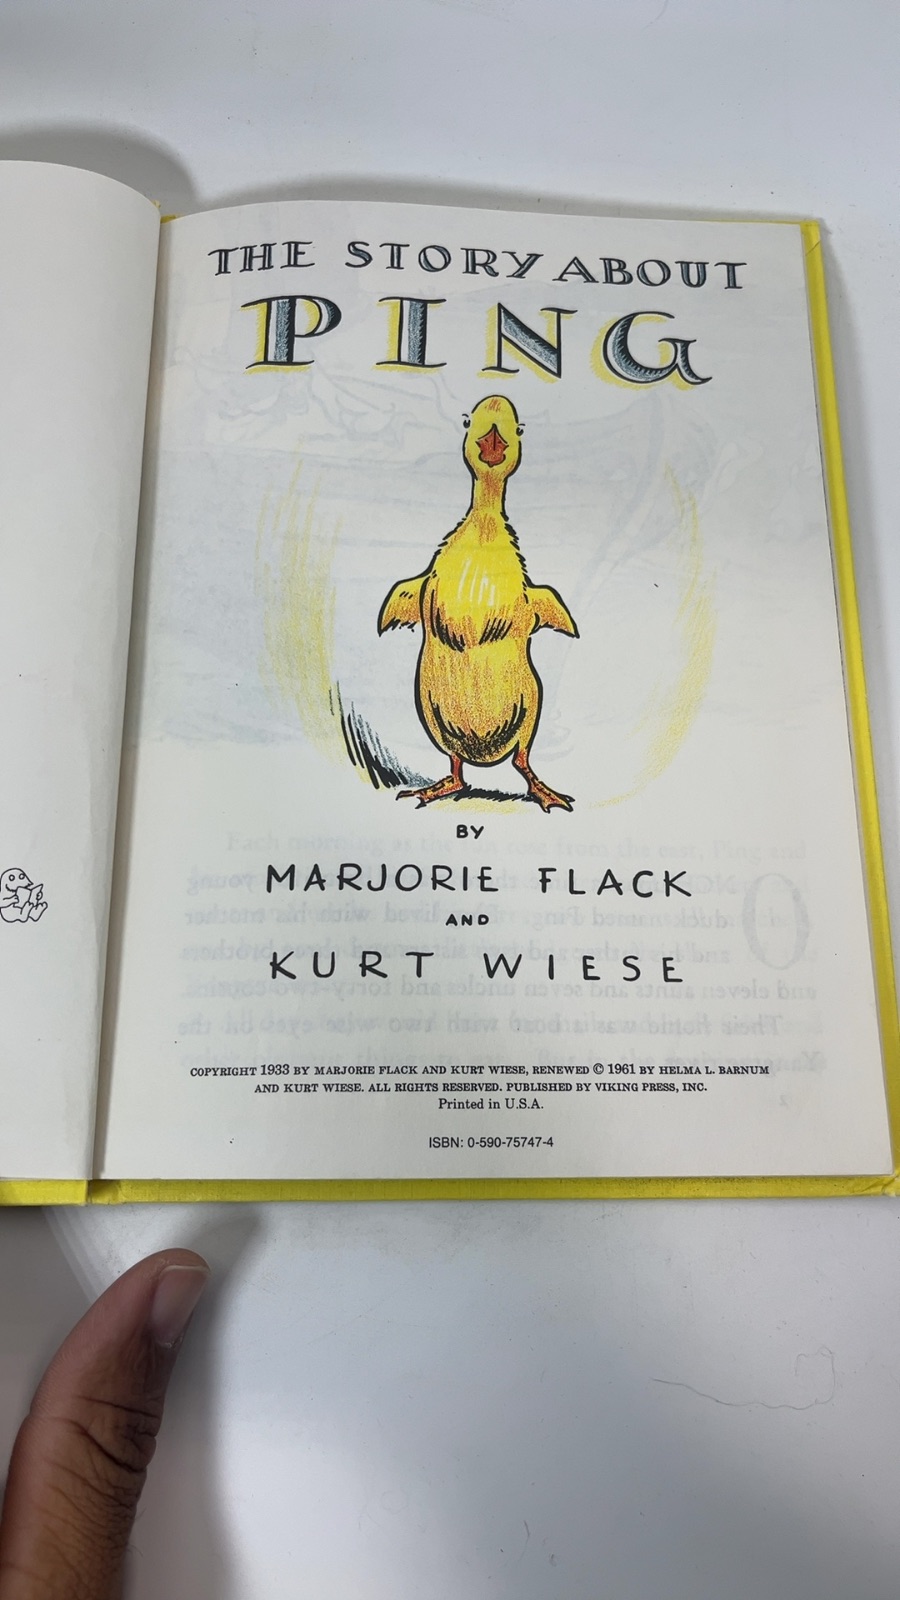 THE STORY ABOUT
PING
BY
MARJORIE FLACK
AND
KURT WIESE
COPYRIGHT 1933 BY MARJORIE FLACK AND KURT WIESE, RENEWED © 1961 BY HELMA L. BARNUM
AND KURT WIESE. ALL RIGHTS RESERVED. PUBLISHED BY VIKING PRESS, INC.
Printed in U.S.A.
ISBN: 0-590-75747-4